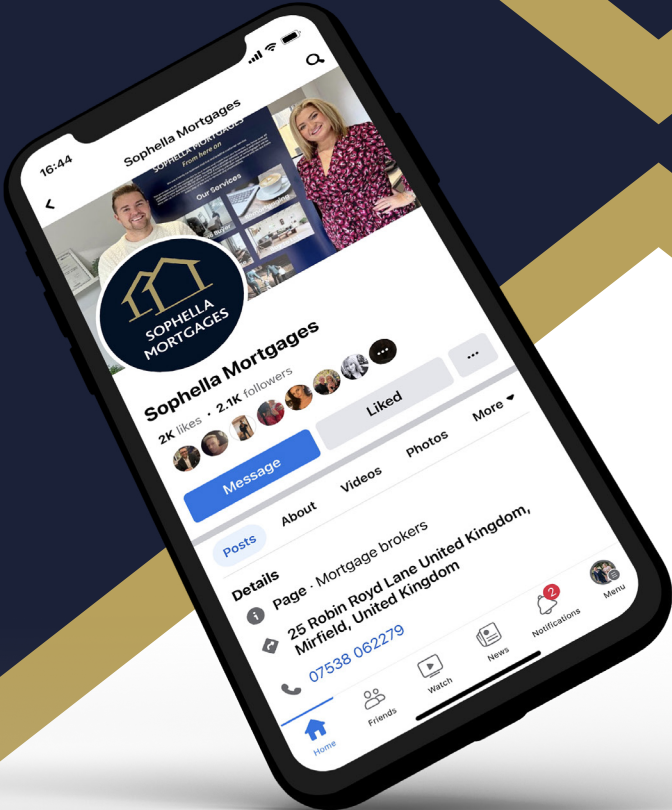 16:44
Sophella Mortgages
SOPHELLA MORTGAGES
From here on
Our Services
SOPHELLA
MORTGAGES
Sophella Mortgages
2K likes · 2.1K followers
Message
Liked
Posts
About
Videos
Photos
More
Details
Page · Mortgage brokers
25 Robin Royd Lane United Kingdom,
Mirfield, United Kingdom
07538 062279
Home
Friends
Watch
News
2
Notifications
Menu